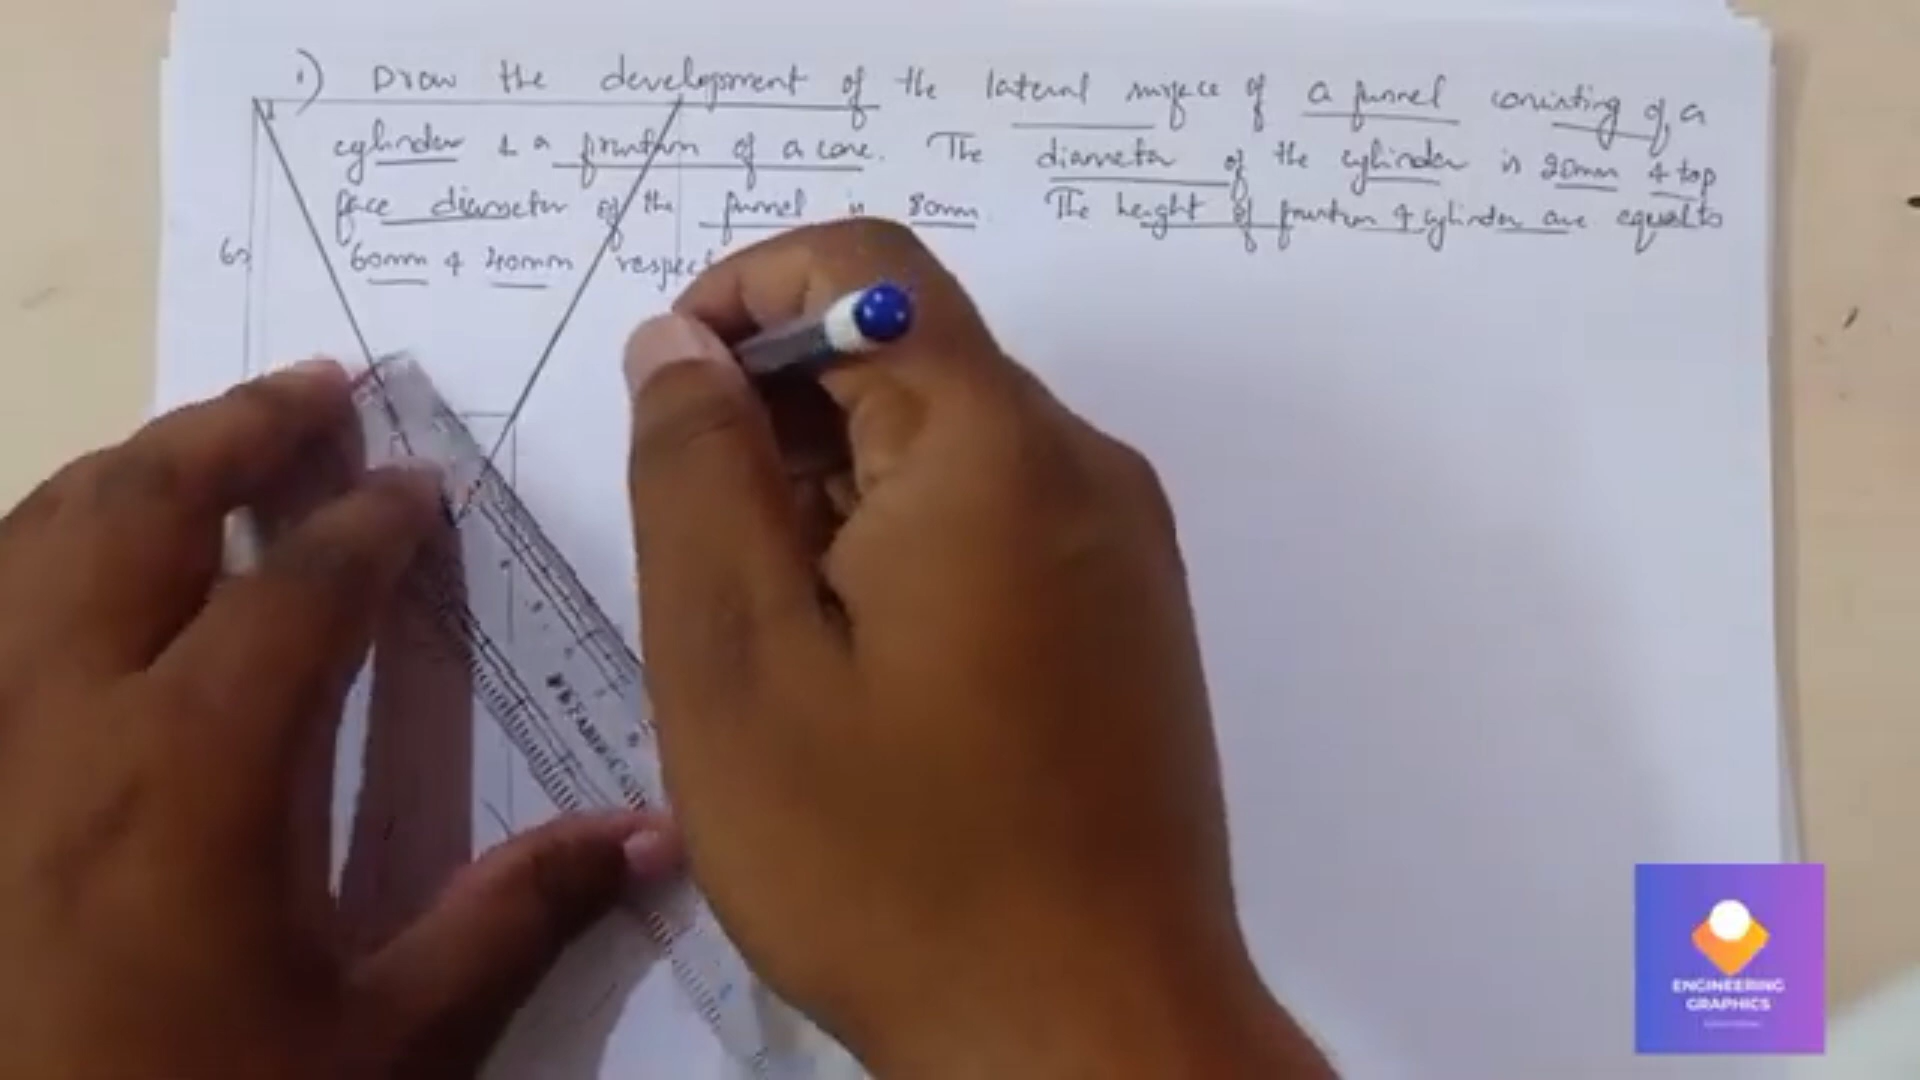 1) Draw the development of the lateral surface of a funnel consisting of a
cylinder & a frustum of a cone. The diameter of the cylinder is 20mm & top
face diameter of the funnel is 80mm. The height of frustum & cylinder are equal to
60mm & 40mm respect
60
ENGINEERING
GRAPHICS